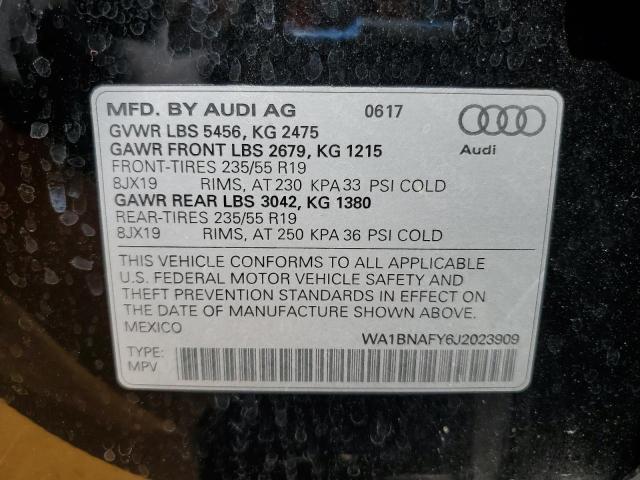 MFD. BY AUDI AG 0617
GVWR LBS 5456, KG 2475
GAWR FRONT LBS 2679, KG 1215
Audi
FRONT-TIRES 235/55 R19
8JX19 RIMS, AT 230 KPA 33 PSI COLD
GAWR REAR LBS 3042, KG 1380
REAR-TIRES 235/55 R19
8JX19 RIMS, AT 250 KPA 36 PSI COLD
THIS VEHICLE CONFORMS TO ALL APPLICABLE
U.S. FEDERAL MOTOR VEHICLE SAFETY AND
THEFT PREVENTION STANDARDS IN EFFECT ON
THE DATE OF MANUFACTURE SHOWN ABOVE.
MEXICO
WA1BNAFY6J2023909
TYPE:
MPV